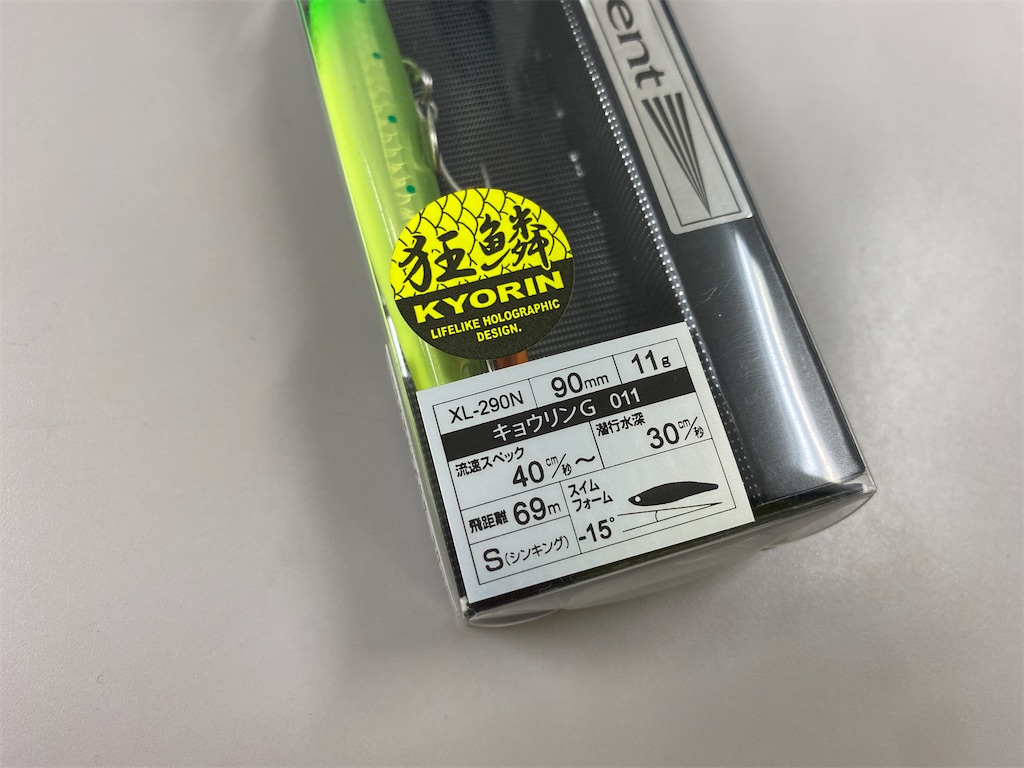 ent
狂鱗
KYORIN
LIFELIKE HOLOGRAPHIC
DESIGN.
XL-290N 90mm 11g
キョウリンG 011
流速スペック 40cm/秒～
潜行水深 30cm/秒
飛距離 69m
スイム
フォーム
-15°
S(シンキング)